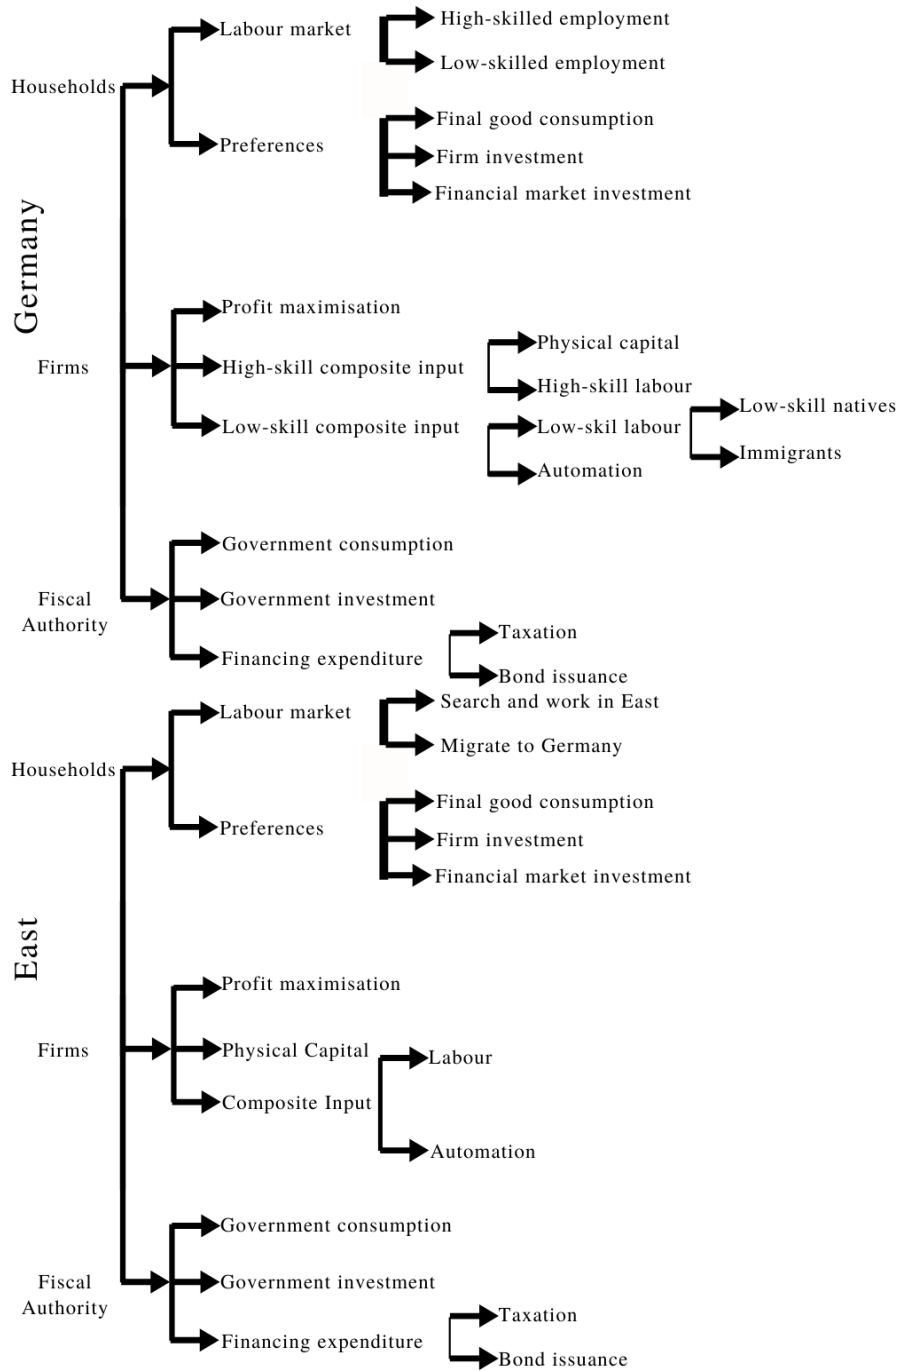 Germany
Households
Labour market
High-skilled employment
Low-skilled employment
Preferences
Final good consumption
Firm investment
Financial market investment
Firms
Profit maximisation
High-skill composite input
Physical capital
High-skill labour
Low-skill composite input
Low-skil labour
Low-skill natives
Immigrants
Automation
Fiscal
Authority
Government consumption
Government investment
Financing expenditure
Taxation
Bond issuance
East
Households
Labour market
Search and work in East
Migrate to Germany
Preferences
Final good consumption
Firm investment
Financial market investment
Firms
Profit maximisation
Physical Capital
Composite Input
Labour
Automation
Fiscal
Authority
Government consumption
Government investment
Financing expenditure
Taxation
Bond issuance